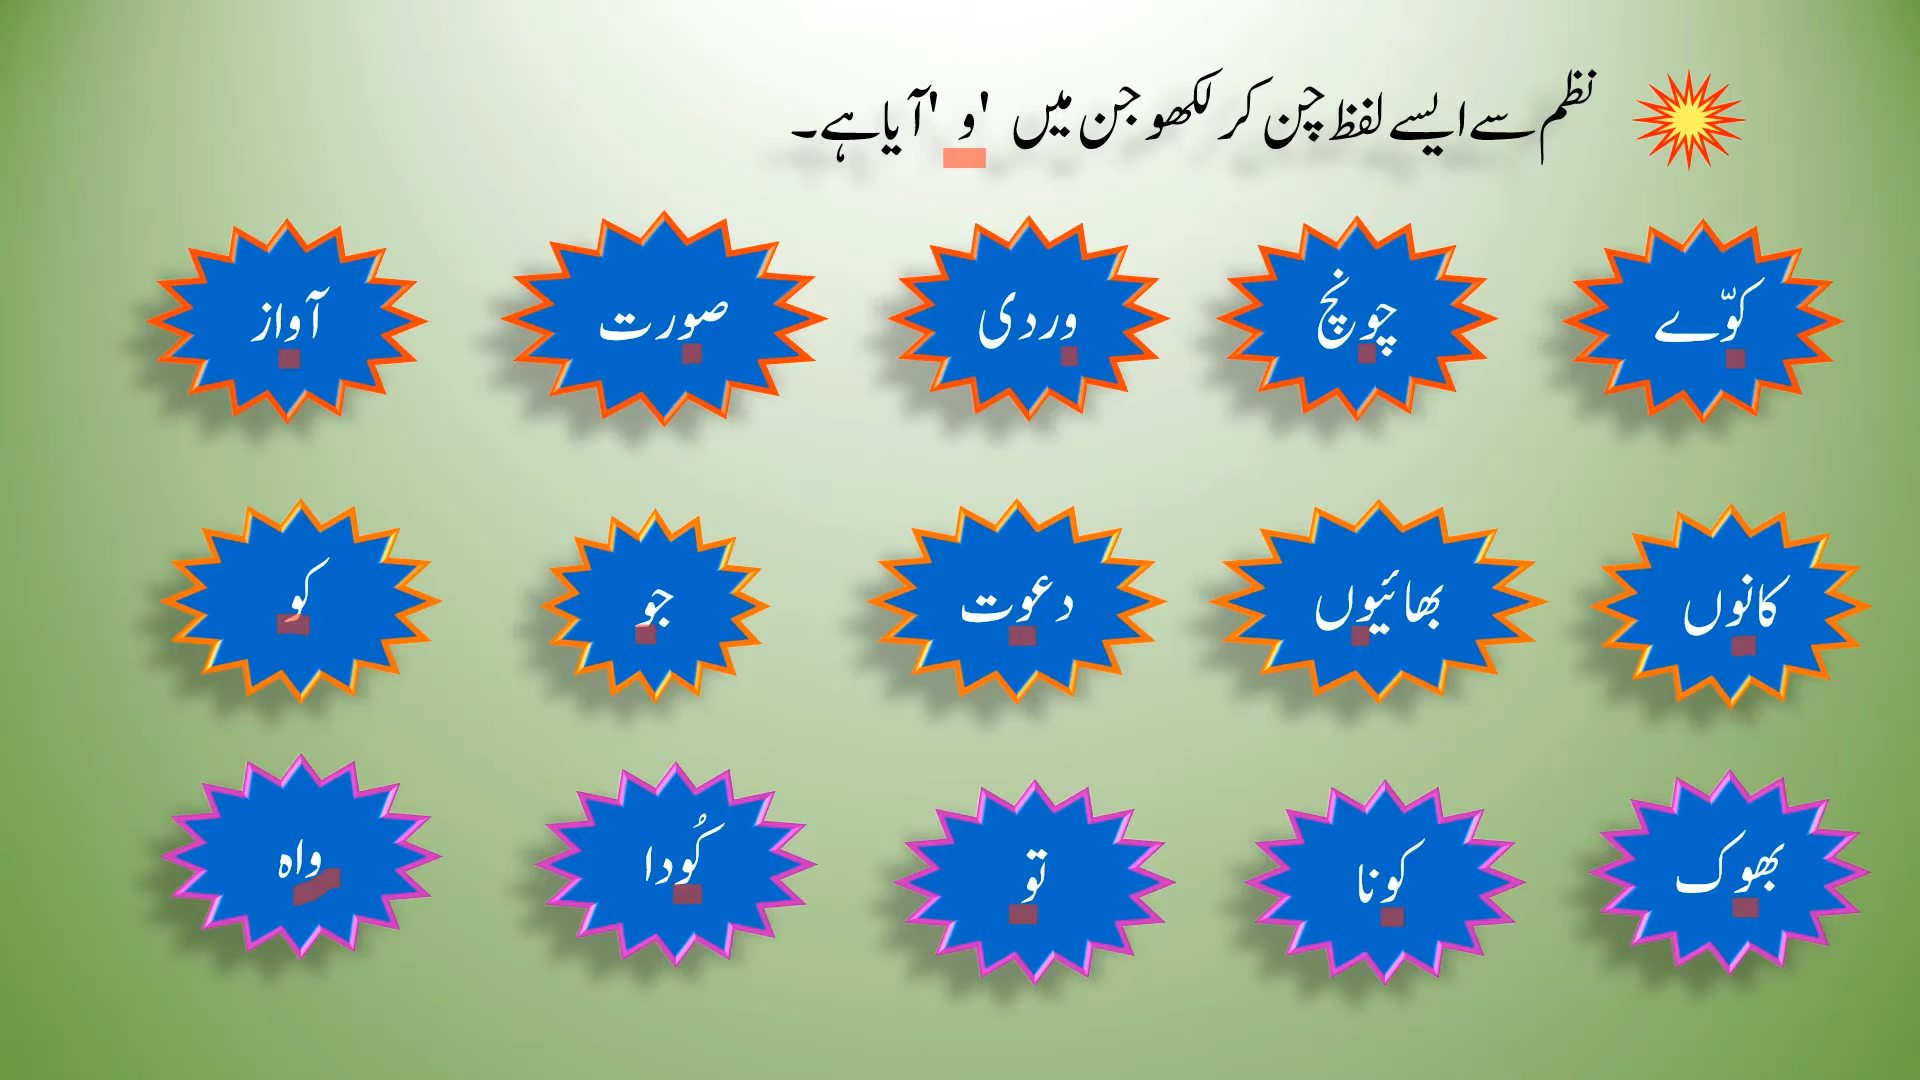 نظم سے ایسے لفظ چن کر لکھو جن میں 'و' آیا ہے۔
کوّے چونچ وردی صورت آواز
کانوں بھائیوں دعوت جو کو
بھوک کونا تو کُودا واہ